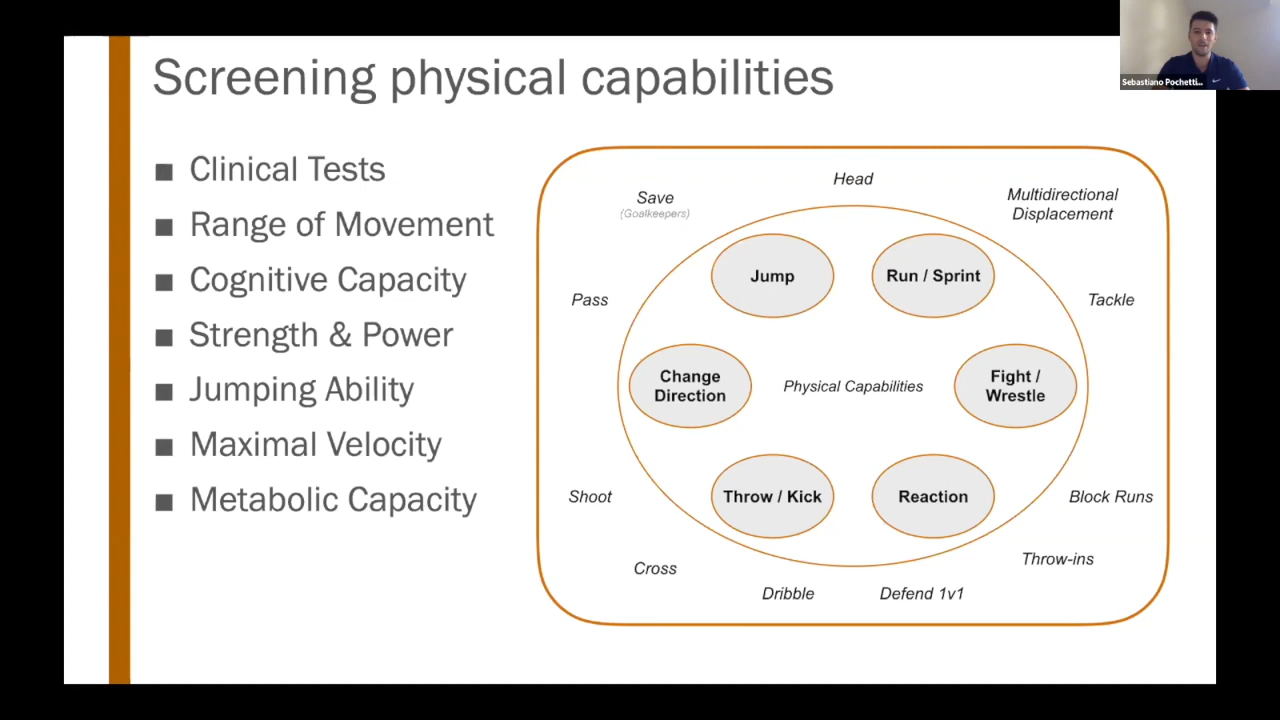 Screening physical capabilities
Sebastiano Pochetti...
■ Clinical Tests
■ Range of Movement
■ Cognitive Capacity
■ Strength & Power
■ Jumping Ability
■ Maximal Velocity
■ Metabolic Capacity
Head
Save
(Goalkeepers)
Multidirectional
Displacement
Jump
Run / Sprint
Pass
Tackle
Change
Direction
Physical Capabilities
Fight /
Wrestle
Throw / Kick
Reaction
Shoot
Block Runs
Cross
Throw-ins
Dribble
Defend 1v1